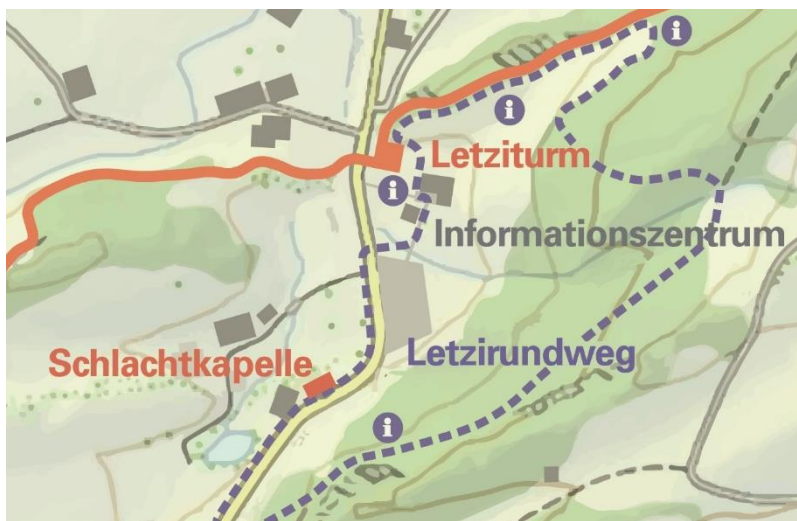 i
i
Letziturm
i
Informationszentrum
Schlachtkapelle
Letzirundweg
i